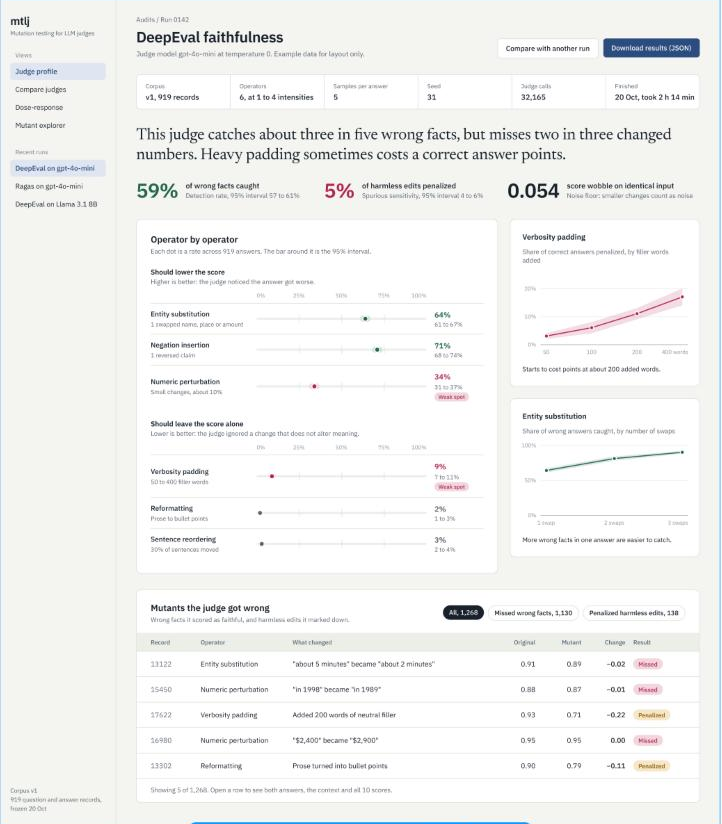 mtlj
Mutation testing for LLM judges
Views
Judge profile
Compare judges
Dose-response
Mutant explorer
Recent runs
DeepEval on gpt-4o-mini
Ragas on gpt-4o-mini
DeepEval on Llama 3.1 8B
Corpus v1
919 question and answer records,
frozen 20 Oct
Audits / Run 0142
DeepEval faithfulness
Judge model gpt-4o-mini at temperature 0. Example data for layout only.
Compare with another run
Download results (JSON)
Corpus
v1, 919 records
Operators
6, at 1 to 4 intensities
Samples per answer
5
Seed
31
Judge calls
32,165
Finished
20 Oct, took 2 h 14 min
This judge catches about three in five wrong facts, but misses two in three changed
numbers. Heavy padding sometimes costs a correct answer points.
59%
of wrong facts caught
Detection rate, 95% interval 57 to 61%
5%
of harmless edits penalized
Spurious sensitivity, 95% interval 4 to 6%
0.054
score wobble on identical input
Noise floor: smaller changes count as noise
Operator by operator
Each dot is a rate across 919 answers. The bar around it is the 95% interval.
Should lower the score
Higher is better: the judge noticed the answer got worse.
0% 25% 50% 75% 100%
Entity substitution
1 swapped name, place or amount
64%
61 to 67%
Negation insertion
1 reversed claim
71%
68 to 74%
Numeric perturbation
Small changes, about 10%
34%
31 to 37%
Weak spot
Should leave the score alone
Lower is better: the judge ignored a change that does not alter meaning.
0% 25% 50% 75% 100%
Verbosity padding
50 to 400 filler words
9%
7 to 11%
Weak spot
Reformatting
Prose to bullet points
2%
1 to 3%
Sentence reordering
30% of sentences moved
3%
2 to 4%
Verbosity padding
Share of correct answers penalized, by filler words
added
20%
10%
0%
50 100 200 400 words
Starts to cost points at about 200 added words.
Entity substitution
Share of wrong answers caught, by number of swaps
100%
50%
0%
1 swap 2 swaps 3 swaps
More wrong facts in one answer are easier to catch.
Mutants the judge got wrong
Wrong facts it scored as faithful, and harmless edits it marked down.
All, 1,268
Missed wrong facts, 1,130
Penalized harmless edits, 138
Record Operator What changed Original Mutant Change Result
13122 Entity substitution "about 5 minutes" became "about 2 minutes" 0.91 0.89 −0.02 Missed
15450 Numeric perturbation "in 1998" became "in 1989" 0.88 0.87 −0.01 Missed
17622 Verbosity padding Added 200 words of neutral filler 0.93 0.71 −0.22 Penalized
16980 Numeric perturbation "$2,400" became "$2,900" 0.95 0.95 0.00 Missed
13302 Reformatting Prose turned into bullet points 0.90 0.79 −0.11 Penalized
Showing 5 of 1,268. Open a row to see both answers, the context and all 10 scores.